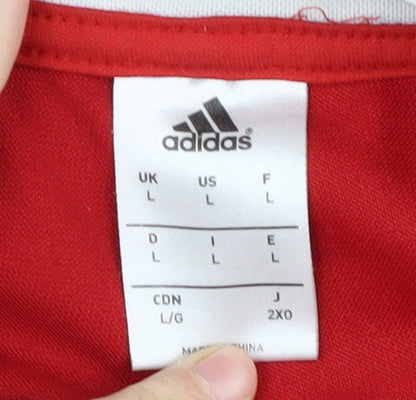 adidas®
UK US F
L L L
D I E
L L L
CDN J
L/G 2XO
CHINA